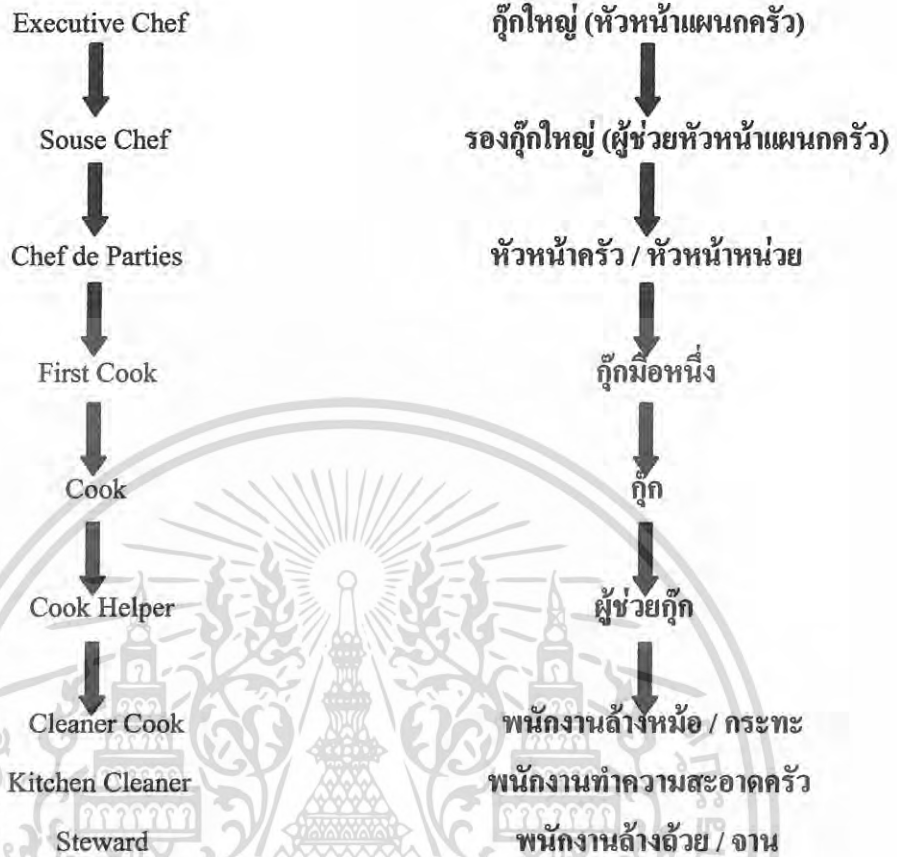 Executive Chef กุ๊กใหญ่ (หัวหน้าแผนกครัว)
Souse Chef รองกุ๊กใหญ่ (ผู้ช่วยหัวหน้าแผนกครัว)
Chef de Parties หัวหน้าครัว / หัวหน้าหน่วย
First Cook กุ๊กมือหนึ่ง
Cook กุ๊ก
Cook Helper ผู้ช่วยกุ๊ก
Cleaner Cook พนักงานล้างหม้อ / กระทะ
Kitchen Cleaner พนักงานทำความสะอาดครัว
Steward พนักงานล้างถ้วย / จาน